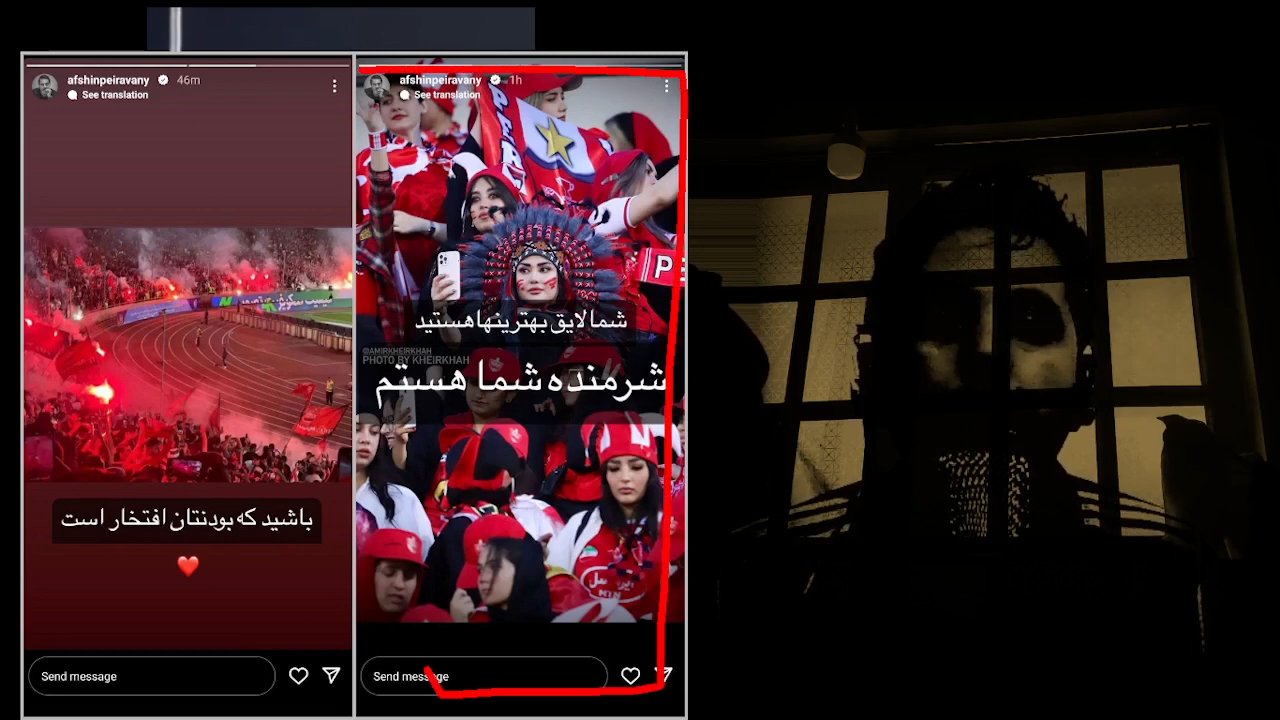 afshinpeiravany 46m
See translation
باشید که بودنتان افتخار است
Send message
afshinpeiravany 1h
See translation
PER
P
شما لایق بهترینها هستید
@AMIRKHEIRKHAH
PHOTO BY KHEIRKHAH
شرمنده شما هستم
Send message